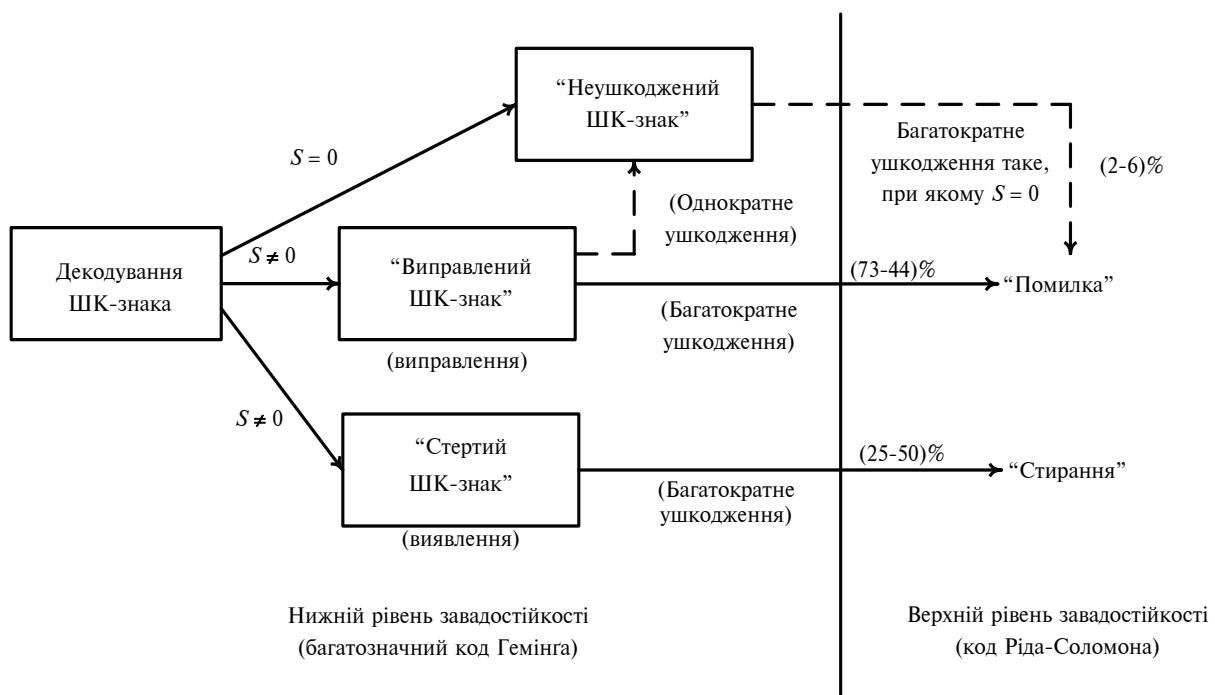 “Неушкоджений
ШК-знак”
S = 0
Багатократне
ушкодження таке,
при якому S = 0
(2-6)%
(Однократне
ушкодження)
Декодування
ШК-знака
S ≠ 0
“Виправлений
ШК-знак”
(виправлення)
(Багатократне
ушкодження)
(73-44)%
“Помилка”
S ≠ 0
“Стертий
ШК-знак”
(виявлення)
(Багатократне
ушкодження)
(25-50)%
“Стирання”
Нижній рівень завадостійкості
(багатозначний код Гемінґа)
Верхній рівень завадостійкості
(код Ріда-Соломона)